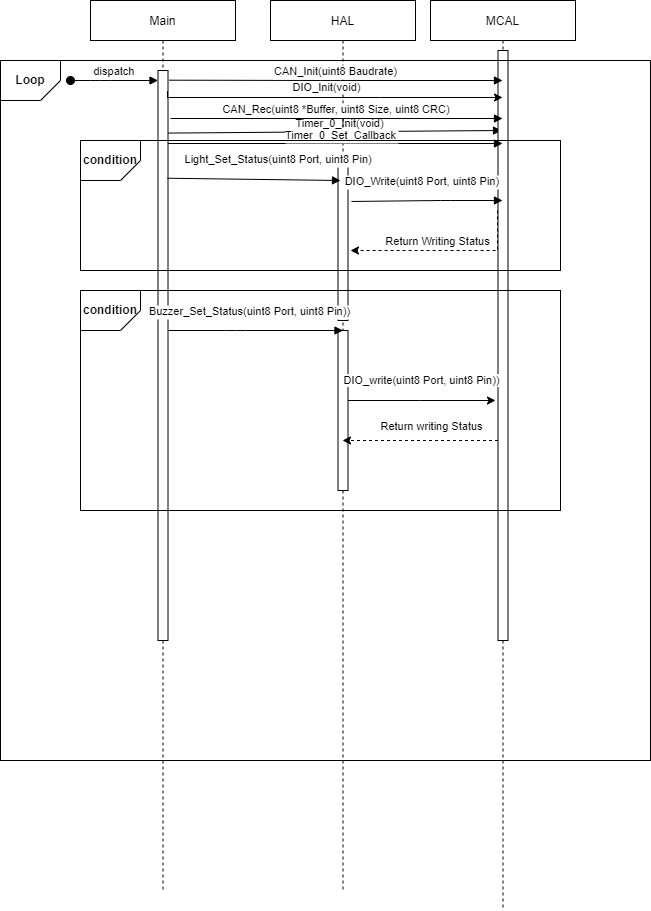 Main
HAL
MCAL
Loop
dispatch
CAN_Init(uint8 Baudrate)
DIO_Init(void)
CAN_Rec(uint8 *Buffer, uint8 Size, uint8 CRC)
Timer_0_Init(void)
Timer_0_Set_Callback
condition
Light_Set_Status(uint8 Port, uint8 Pin)
DIO_Write(uint8 Port, uint8 Pin)
Return Writing Status
condition
Buzzer_Set_Status(uint8 Port, uint8 Pin))
DIO_write(uint8 Port, uint8 Pin))
Return writing Status